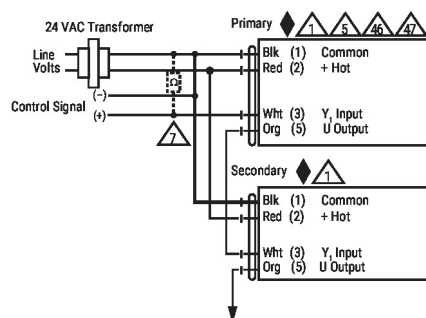 24 VAC Transformer
Primary 1 5 46 47
Line
Volts
Blk (1) Common
Red (2) + Hot
Ω
(–)
Control Signal
(+)
Wht (3) Y, Input
Org (5) U Output
7
Secondary 1
Blk (1) Common
Red (2) + Hot
Wht (3) Y, Input
Org (5) U Output